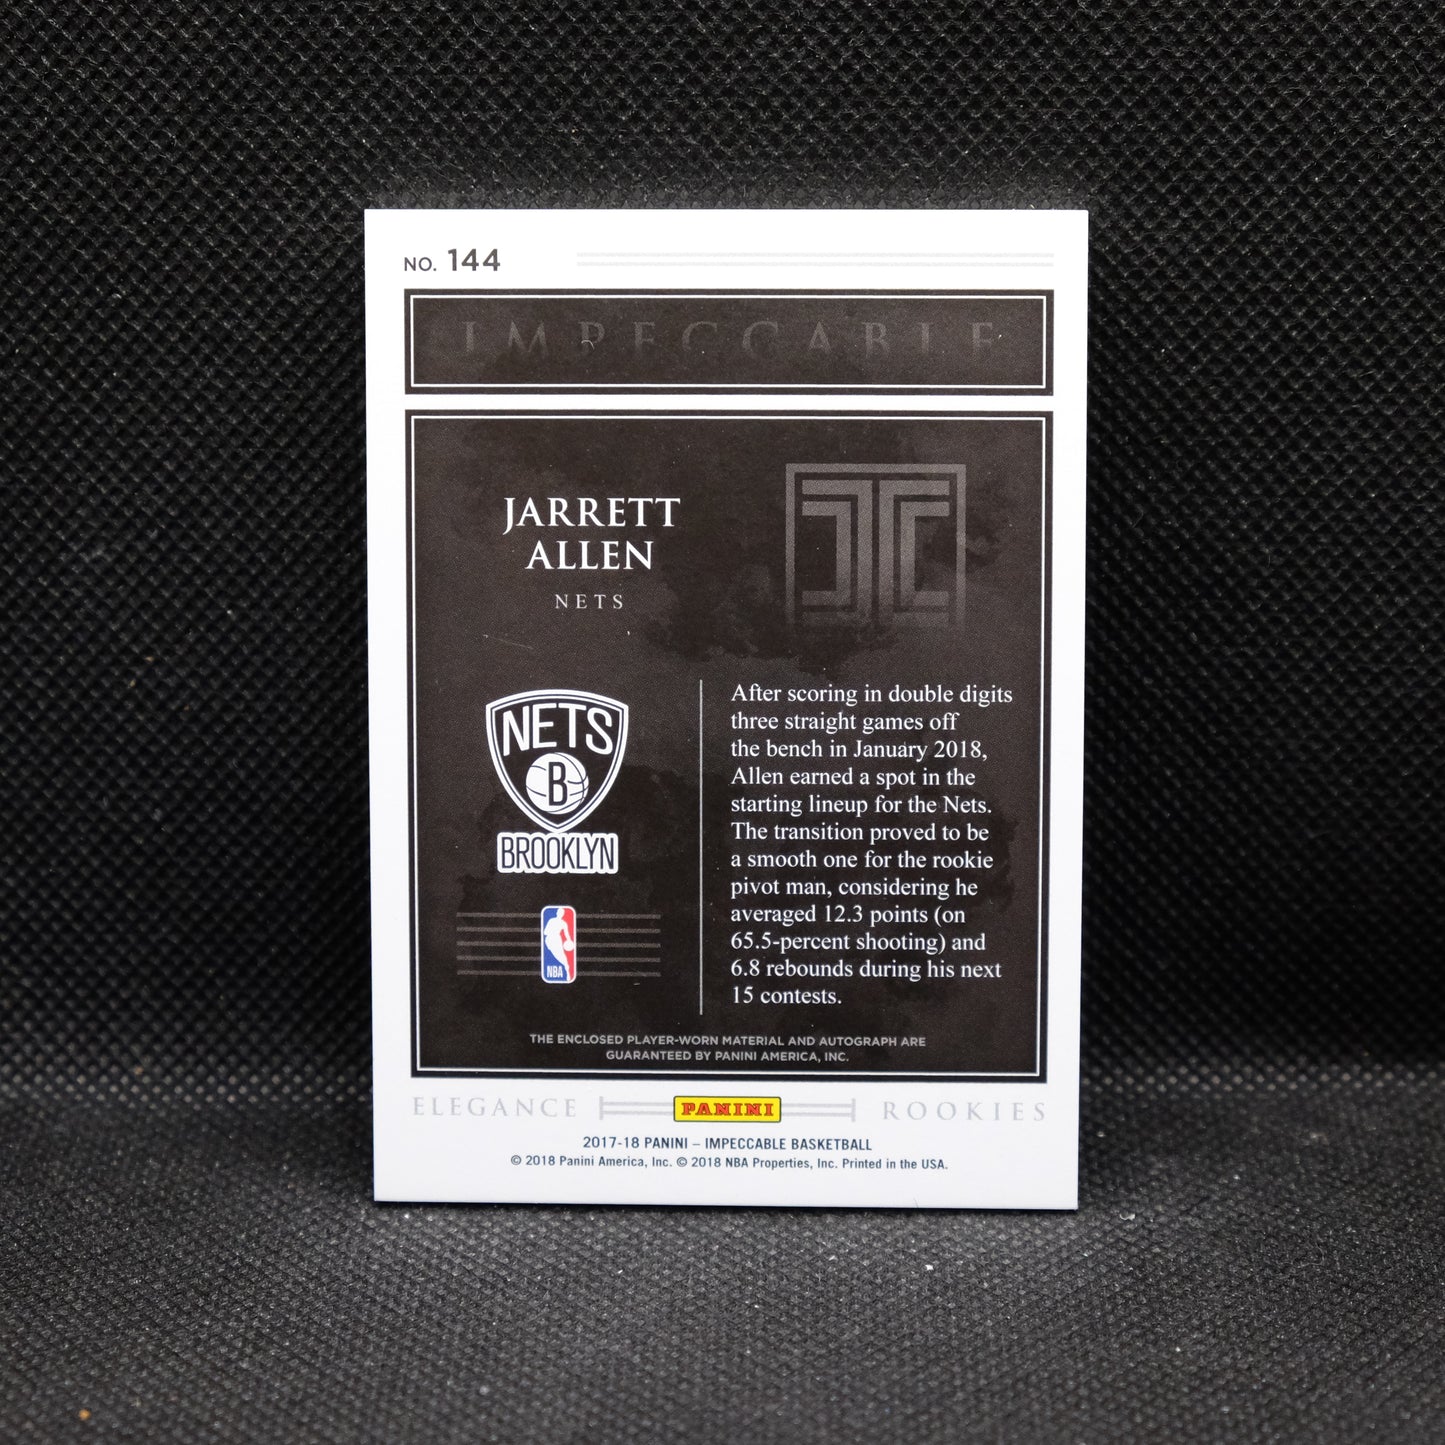 NO. 144
IMPECCABLE
JARRETT
ALLEN
NETS
NETS
B
BROOKLYN
NBA
After scoring in double digits
three straight games off
the bench in January 2018,
Allen earned a spot in the
starting lineup for the Nets.
The transition proved to be
a smooth one for the rookie
pivot man, considering he
averaged 12.3 points (on
65.5-percent shooting) and
6.8 rebounds during his next
15 contests.
THE ENCLOSED PLAYER-WORN MATERIAL AND AUTOGRAPH ARE
GUARANTEED BY PANINI AMERICA, INC.
ELEGANCE PANINI ROOKIES
2017-18 PANINI – IMPECCABLE BASKETBALL
© 2018 Panini America, Inc. © 2018 NBA Properties, Inc. Printed in the USA.